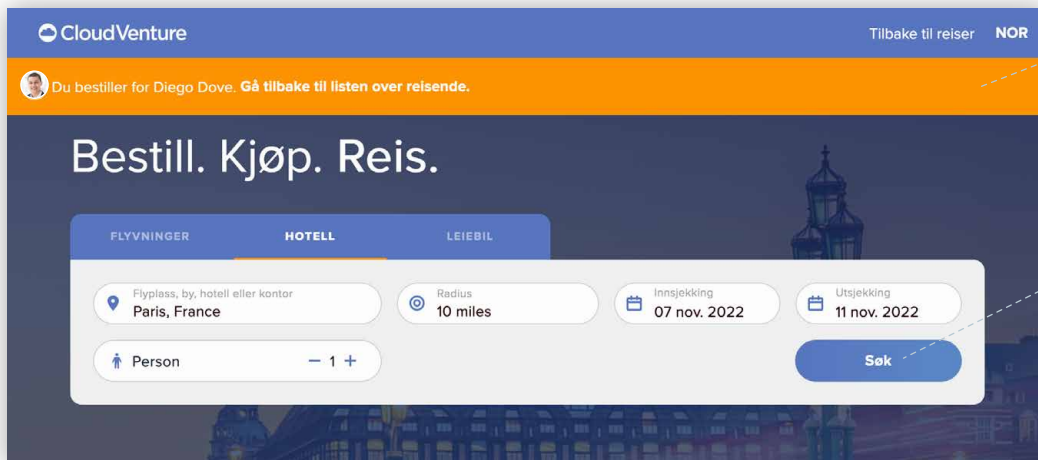 CloudVenture
Tilbake til reiser NOR
Du bestiller for Diego Dove. Gå tilbake til listen over reisende.
Bestill. Kjøp. Reis.
FLYVNINGER HOTELL LEIEBIL
Flyplass, by, hotell eller kontor
Paris, France
Radius
10 miles
Innsjekking
07 nov. 2022
Utsjekking
11 nov. 2022
Person − 1 +
Søk